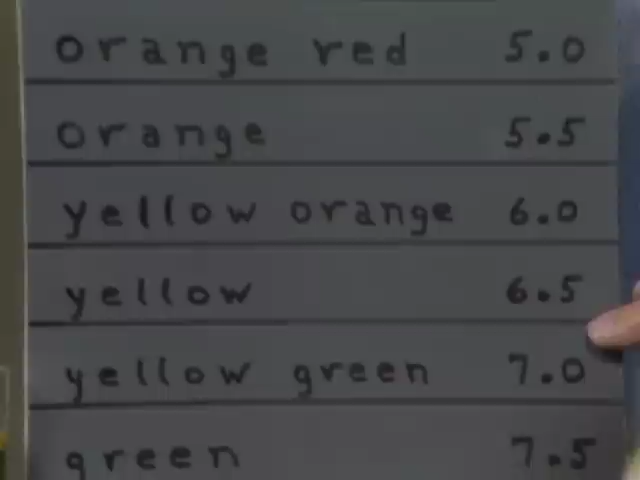 orange red 5.0
orange 5.5
yellow orange 6.0
yellow 6.5
yellow green 7.0
green 7.5